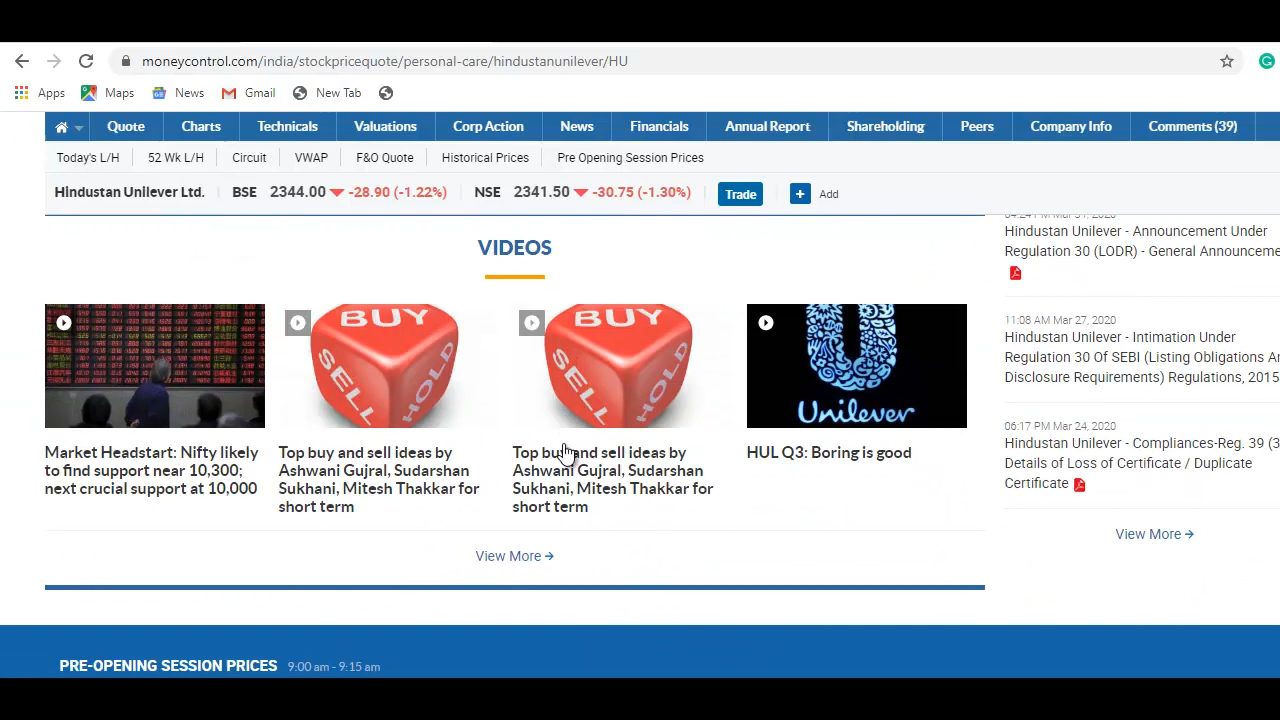 moneycontrol.com/india/stockpricequote/personal-care/hindustanunilever/HU
Apps Maps News Gmail New Tab
Quote Charts Technicals Valuations Corp Action News Financials Annual Report Shareholding Peers Company Info Comments (39)
Today's L/H 52 Wk L/H Circuit VWAP F&O Quote Historical Prices Pre Opening Session Prices
Hindustan Unilever Ltd. BSE 2344.00 -28.90 (-1.22%) NSE 2341.50 -30.75 (-1.30%) Trade + Add
VIDEOS
BUY
SELL
HOLD
BUY
SELL
HOLD
Unilever
Market Headstart: Nifty likely
to find support near 10,300;
next crucial support at 10,000
Top buy and sell ideas by
Ashwani Gujral, Sudarshan
Sukhani, Mitesh Thakkar for
short term
Top buy and sell ideas by
Ashwani Gujral, Sudarshan
Sukhani, Mitesh Thakkar for
short term
HUL Q3: Boring is good
View More
04:24 PM Mar 31, 2020
Hindustan Unilever - Announcement Under
Regulation 30 (LODR) - General Announceme
11:08 AM Mar 27, 2020
Hindustan Unilever - Intimation Under
Regulation 30 Of SEBI (Listing Obligations A
Disclosure Requirements) Regulations, 2015
06:17 PM Mar 24, 2020
Hindustan Unilever - Compliances-Reg. 39 (3
Details of Loss of Certificate / Duplicate
Certificate
View More
PRE-OPENING SESSION PRICES 9:00 am - 9:15 am